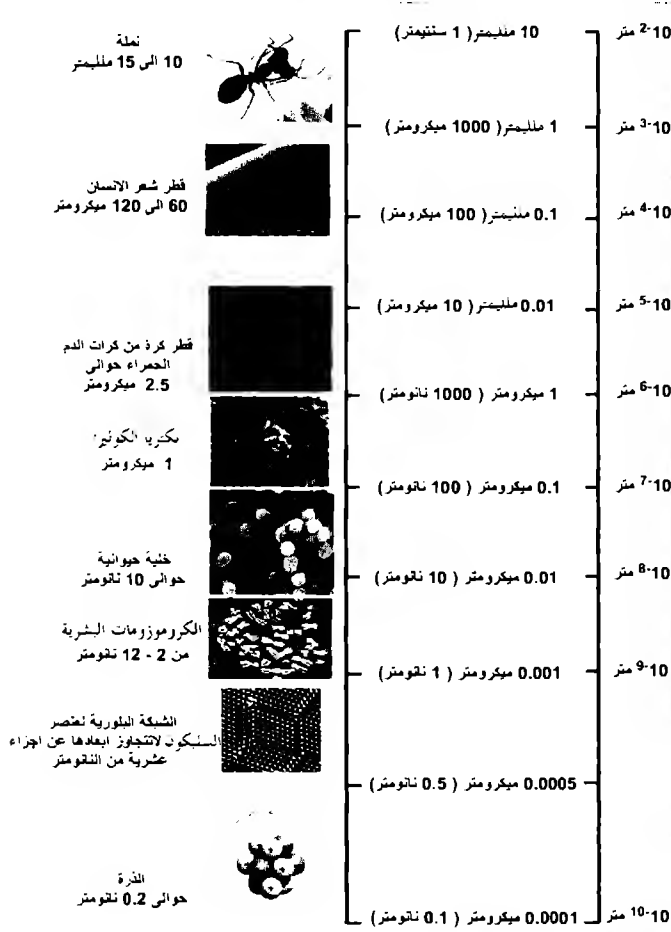 نملة
10 الى 15 ملليمتر
قطر شعر الانسان
60 الى 120 ميكرومتر
قطر كرة من كرات الدم
الحمراء حوالى
2.5 ميكرومتر
بكتريا الكوليرا
1 ميكرومتر
خلية حيوانية
حوالى 10 نانومتر
الكروموزومات البشرية
من 2 - 12 نانومتر
الشبكة البلورية لعنصر
السليكون لاتتجاوز ابعادها عن اجزاء
عشرية من النانومتر
الذرة
حوالى 0.2 نانومتر
10 ملليمتر( 1 سنتيمتر)
1 ملليمتر( 1000 ميكرومتر)
0.1 ملليمتر( 100 ميكرومتر)
0.01 ملليمتر( 10 ميكرومتر)
1 ميكرومتر ( 1000 نانومتر)
0.1 ميكرومتر ( 100 نانومتر)
0.01 ميكرومتر ( 10 نانومتر)
0.001 ميكرومتر ( 1 نانومتر)
0.0005 ميكرومتر ( 0.5 نانومتر)
0.0001 ميكرومتر ( 0.1 نانومتر)
10-2 متر
10-3 متر
10-4 متر
10-5 متر
10-6 متر
10-7 متر
10-8 متر
10-9 متر
10-10 متر